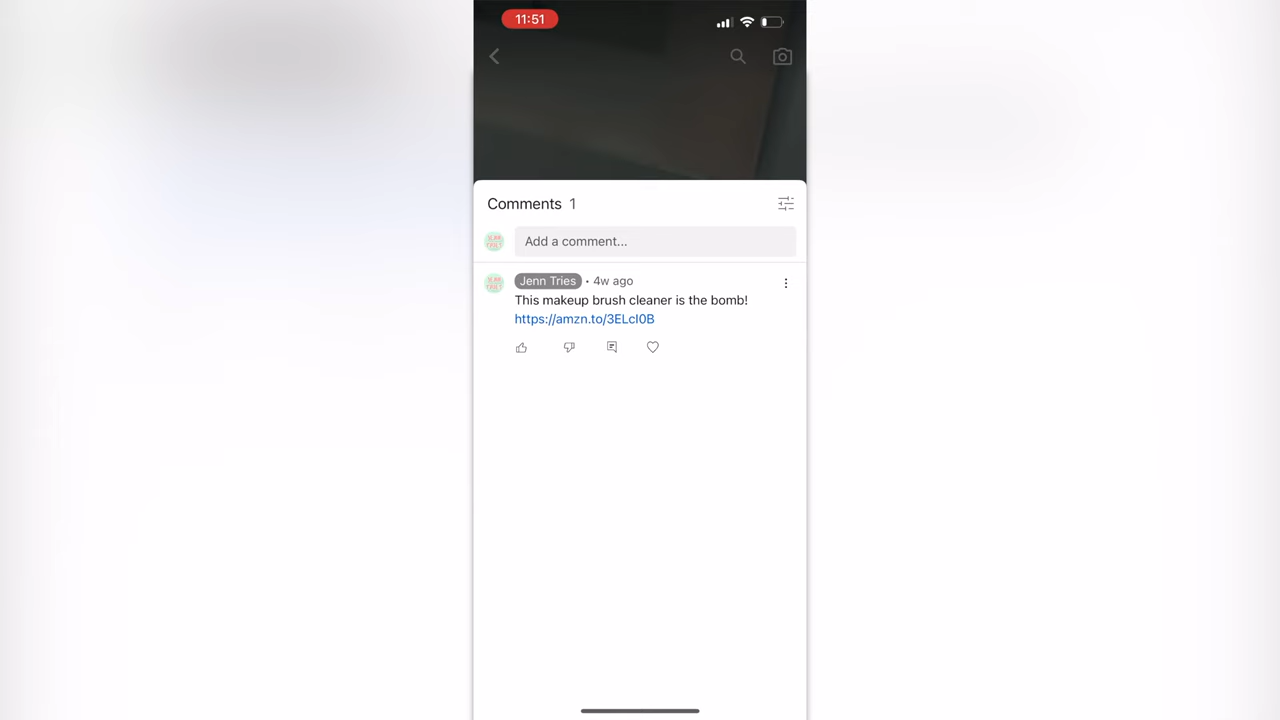 11:51
Comments 1
Add a comment...
Jenn Tries • 4w ago
This makeup brush cleaner is the bomb!
https://amzn.to/3ELcI0B